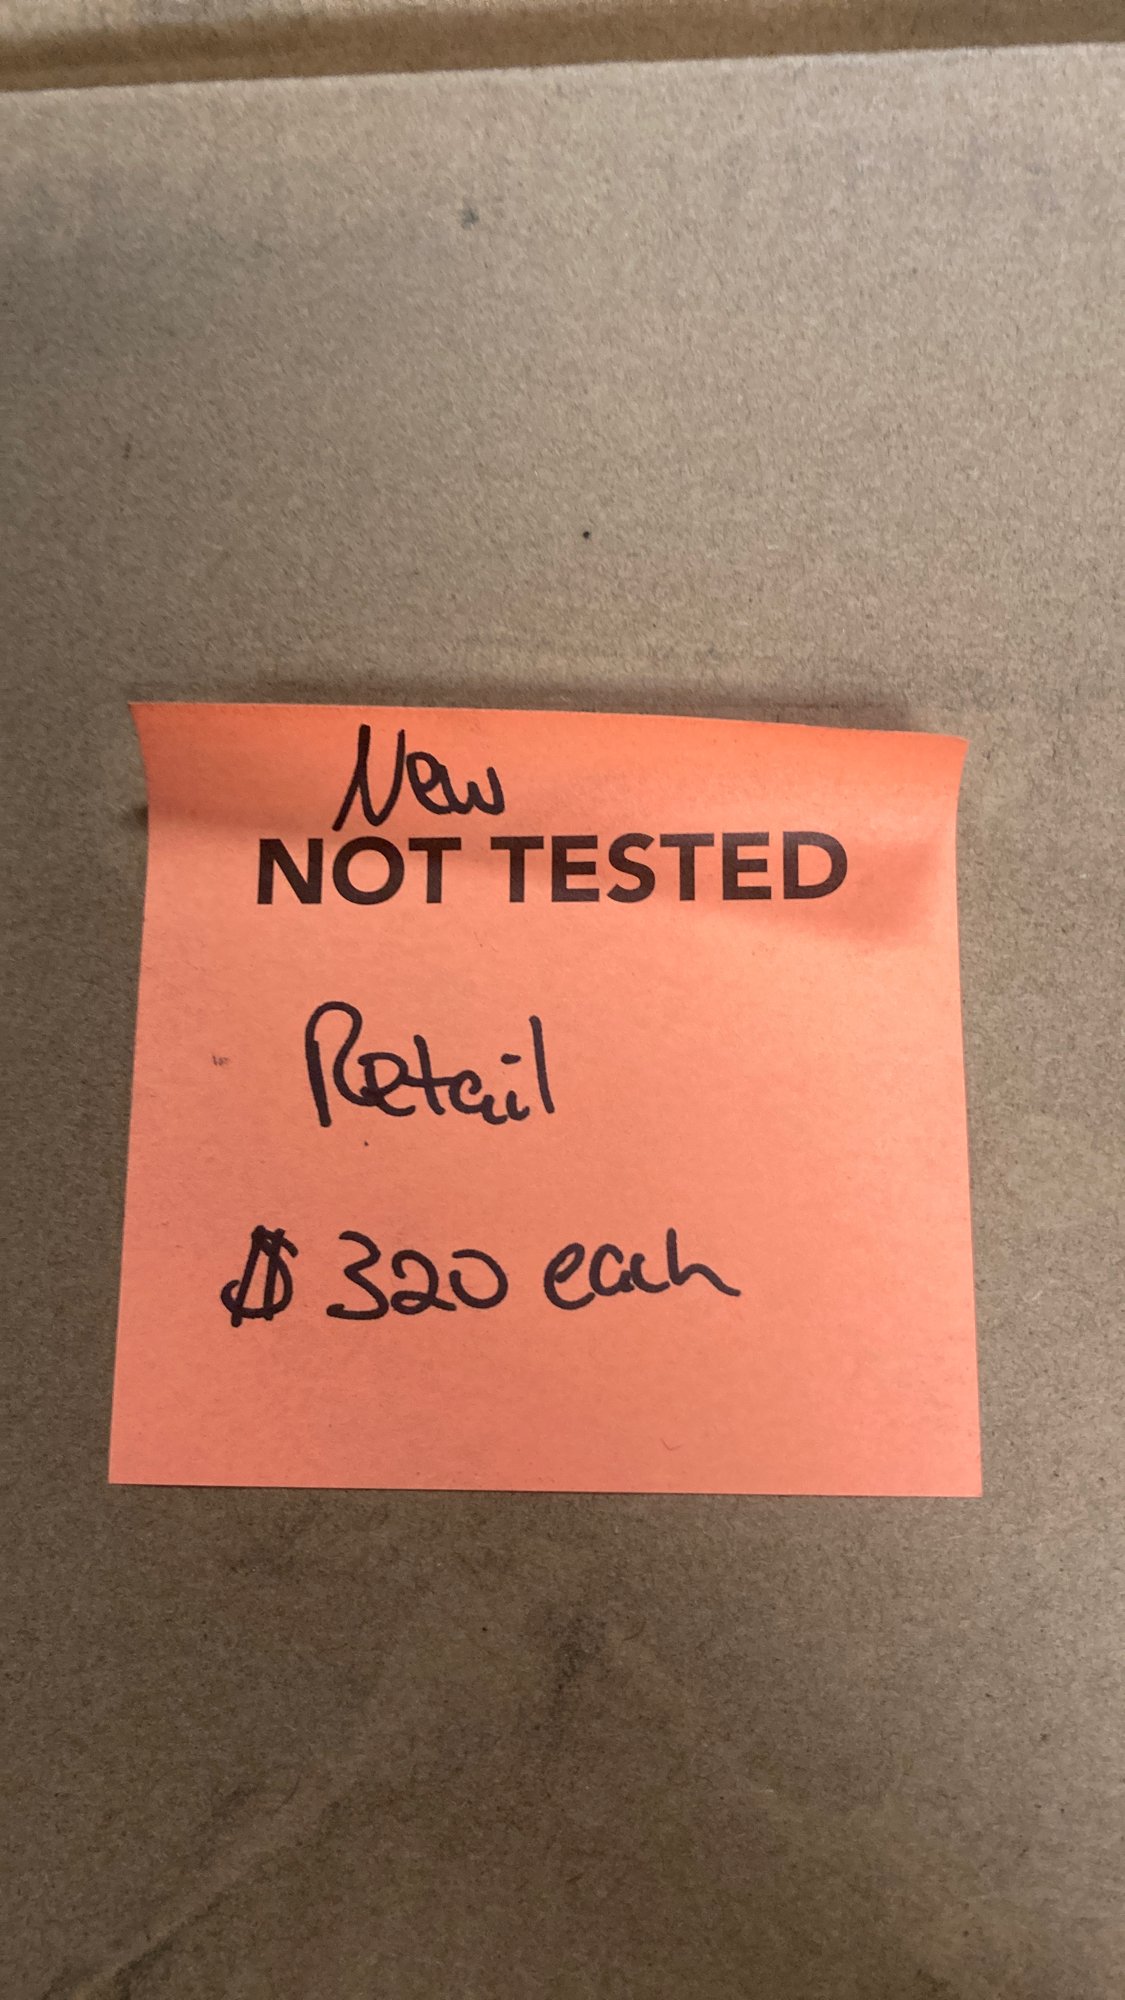 New
NOT TESTED
Retail
$ 320 each